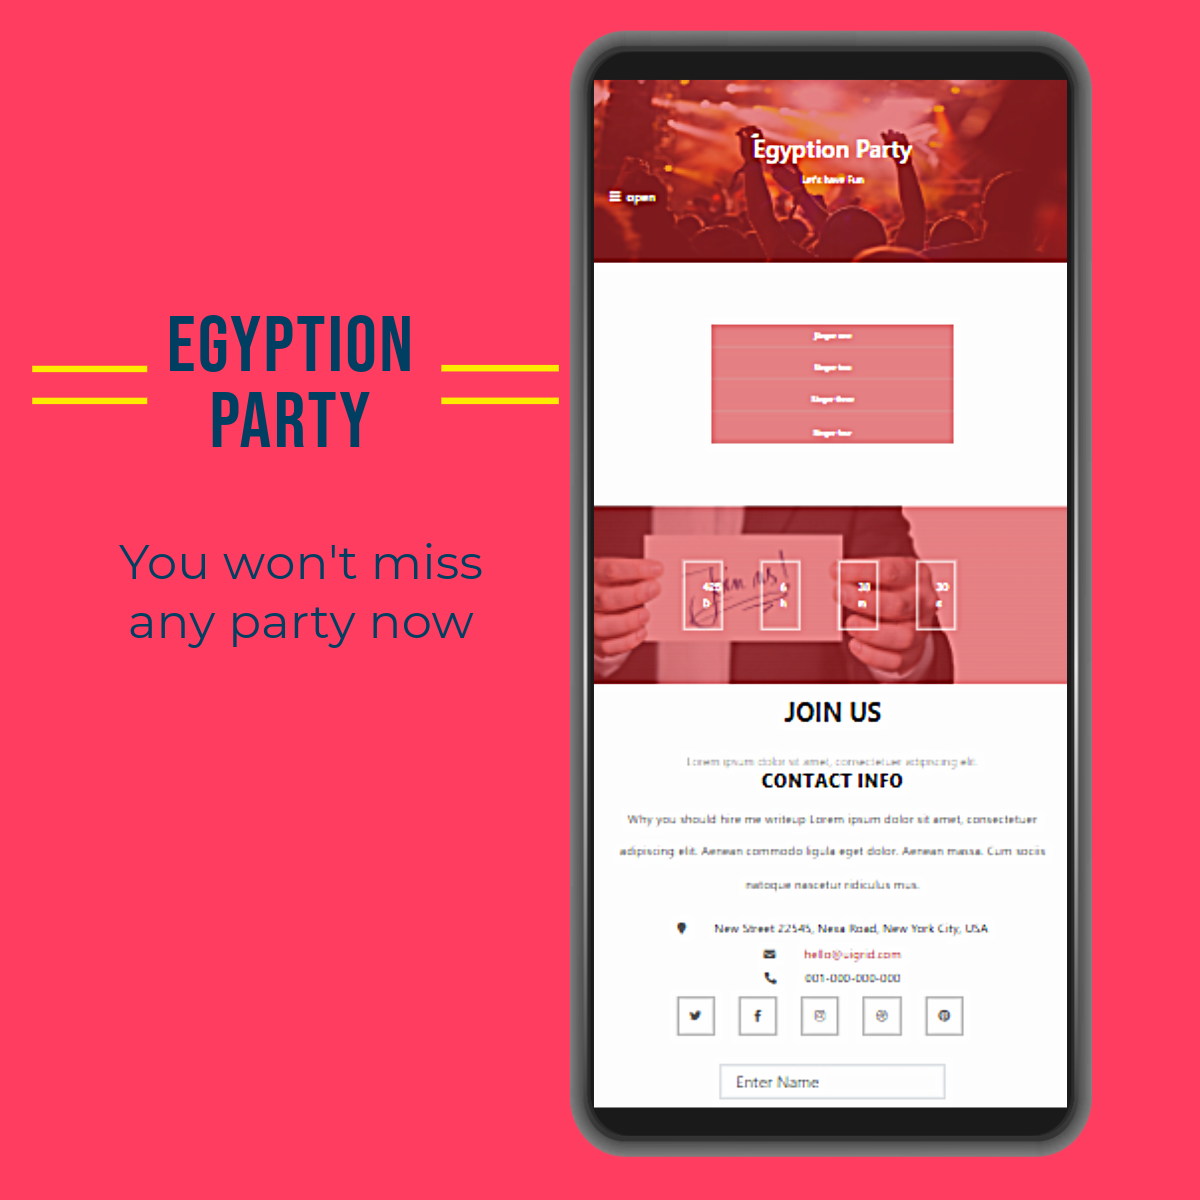 EGYPTION
PARTY
You won't miss
any party now
Egyption Party
Let's have Fun
open
Singer one
Singer two
Singer three
Singer four
Join us!
425
D
6
h
38
m
30
s
JOIN US
Lorem ipsum dolor sit amet, consectetuer adipiscing elit.
CONTACT INFO
Why you should hire me writeup Lorem ipsum dolor sit amet, consectetuer
adipiscing elit. Aenean commodo ligula eget dolor. Aenean massa. Cum sociis
natoque nascetur ridiculus mus.
New Street 22545, Nesa Road, New York City, USA
hello@uigrid.com
001-000-000-000
Enter Name